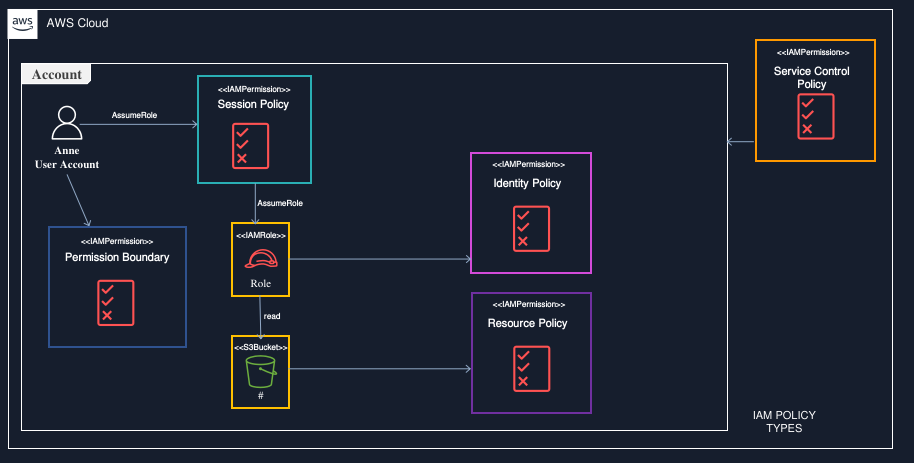 aws
AWS Cloud
<<IAMPermission>>
Service Control
Policy
Account
<<IAMPermission>>
Session Policy
AssumeRole
Anne
User Account
<<IAMPermission>>
Identity Policy
AssumeRole
<<IAMRole>>
Role
<<IAMPermission>>
Permission Boundary
<<IAMPermission>>
Resource Policy
read
<<S3Bucket>>
#
IAM POLICY
TYPES